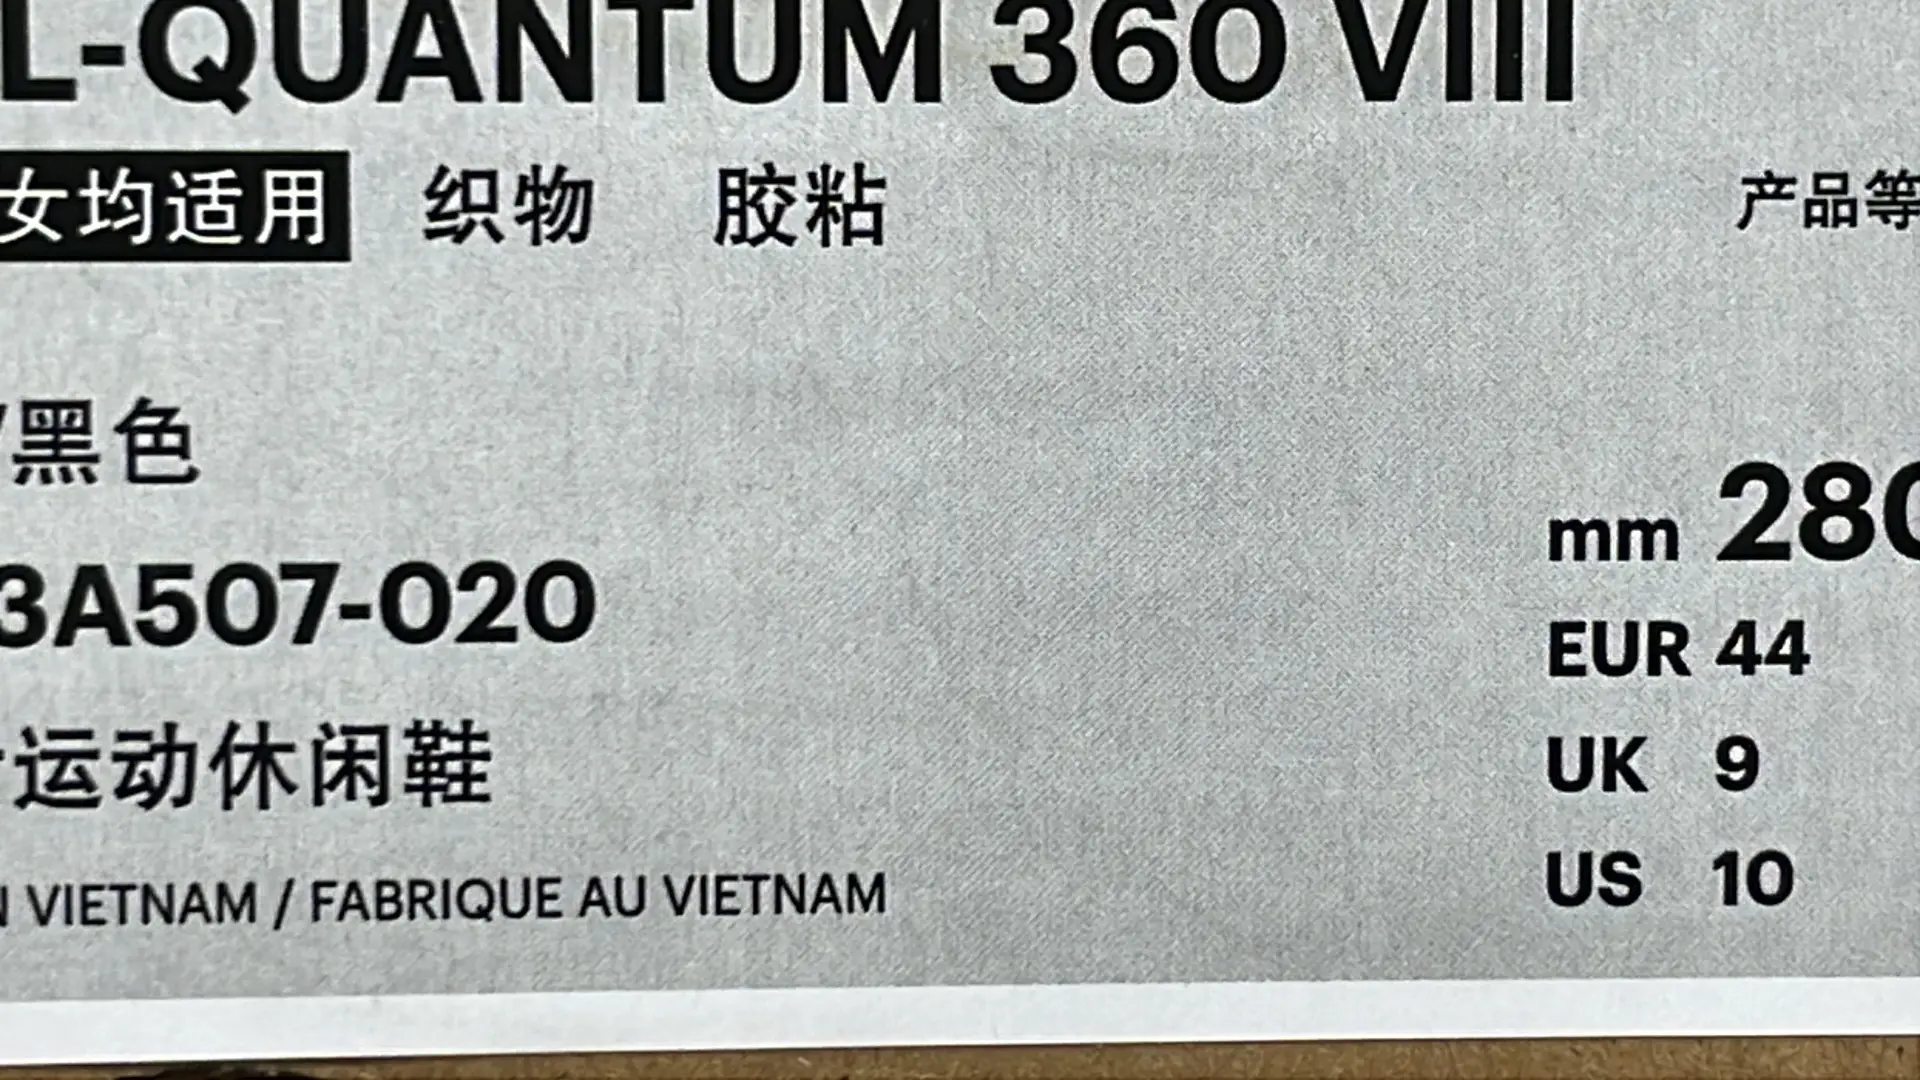 L-QUANTUM 360 VIII
女均适用 织物 胶粘 产品等
/黑色
mm 280
3A507-020
EUR 44
运动休闲鞋
UK 9
US 10
N VIETNAM / FABRIQUE AU VIETNAM